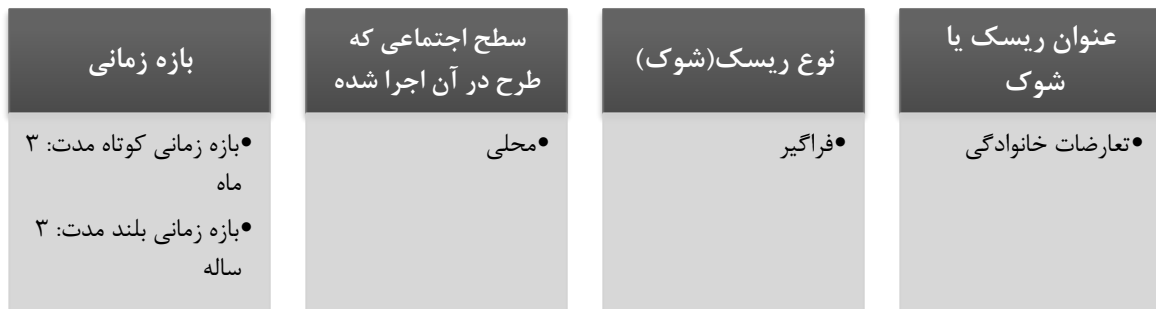 عنوان ریسک یا
شوک
•تعارضات خانوادگی
نوع ریسک(شوک)
•فراگیر
سطح اجتماعی که
طرح در آن اجرا شده
•محلی
بازه زمانی
•بازه زمانی کوتاه مدت: ۳
ماه
•بازه زمانی بلند مدت: ۳
ساله